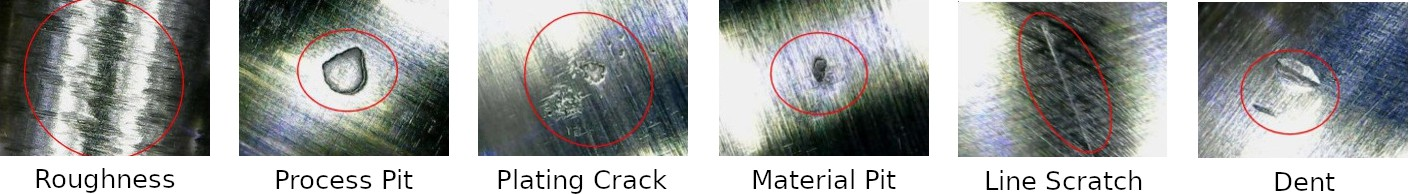 Roughness
Process Pit
Plating Crack
Material Pit
Line Scratch
Dent